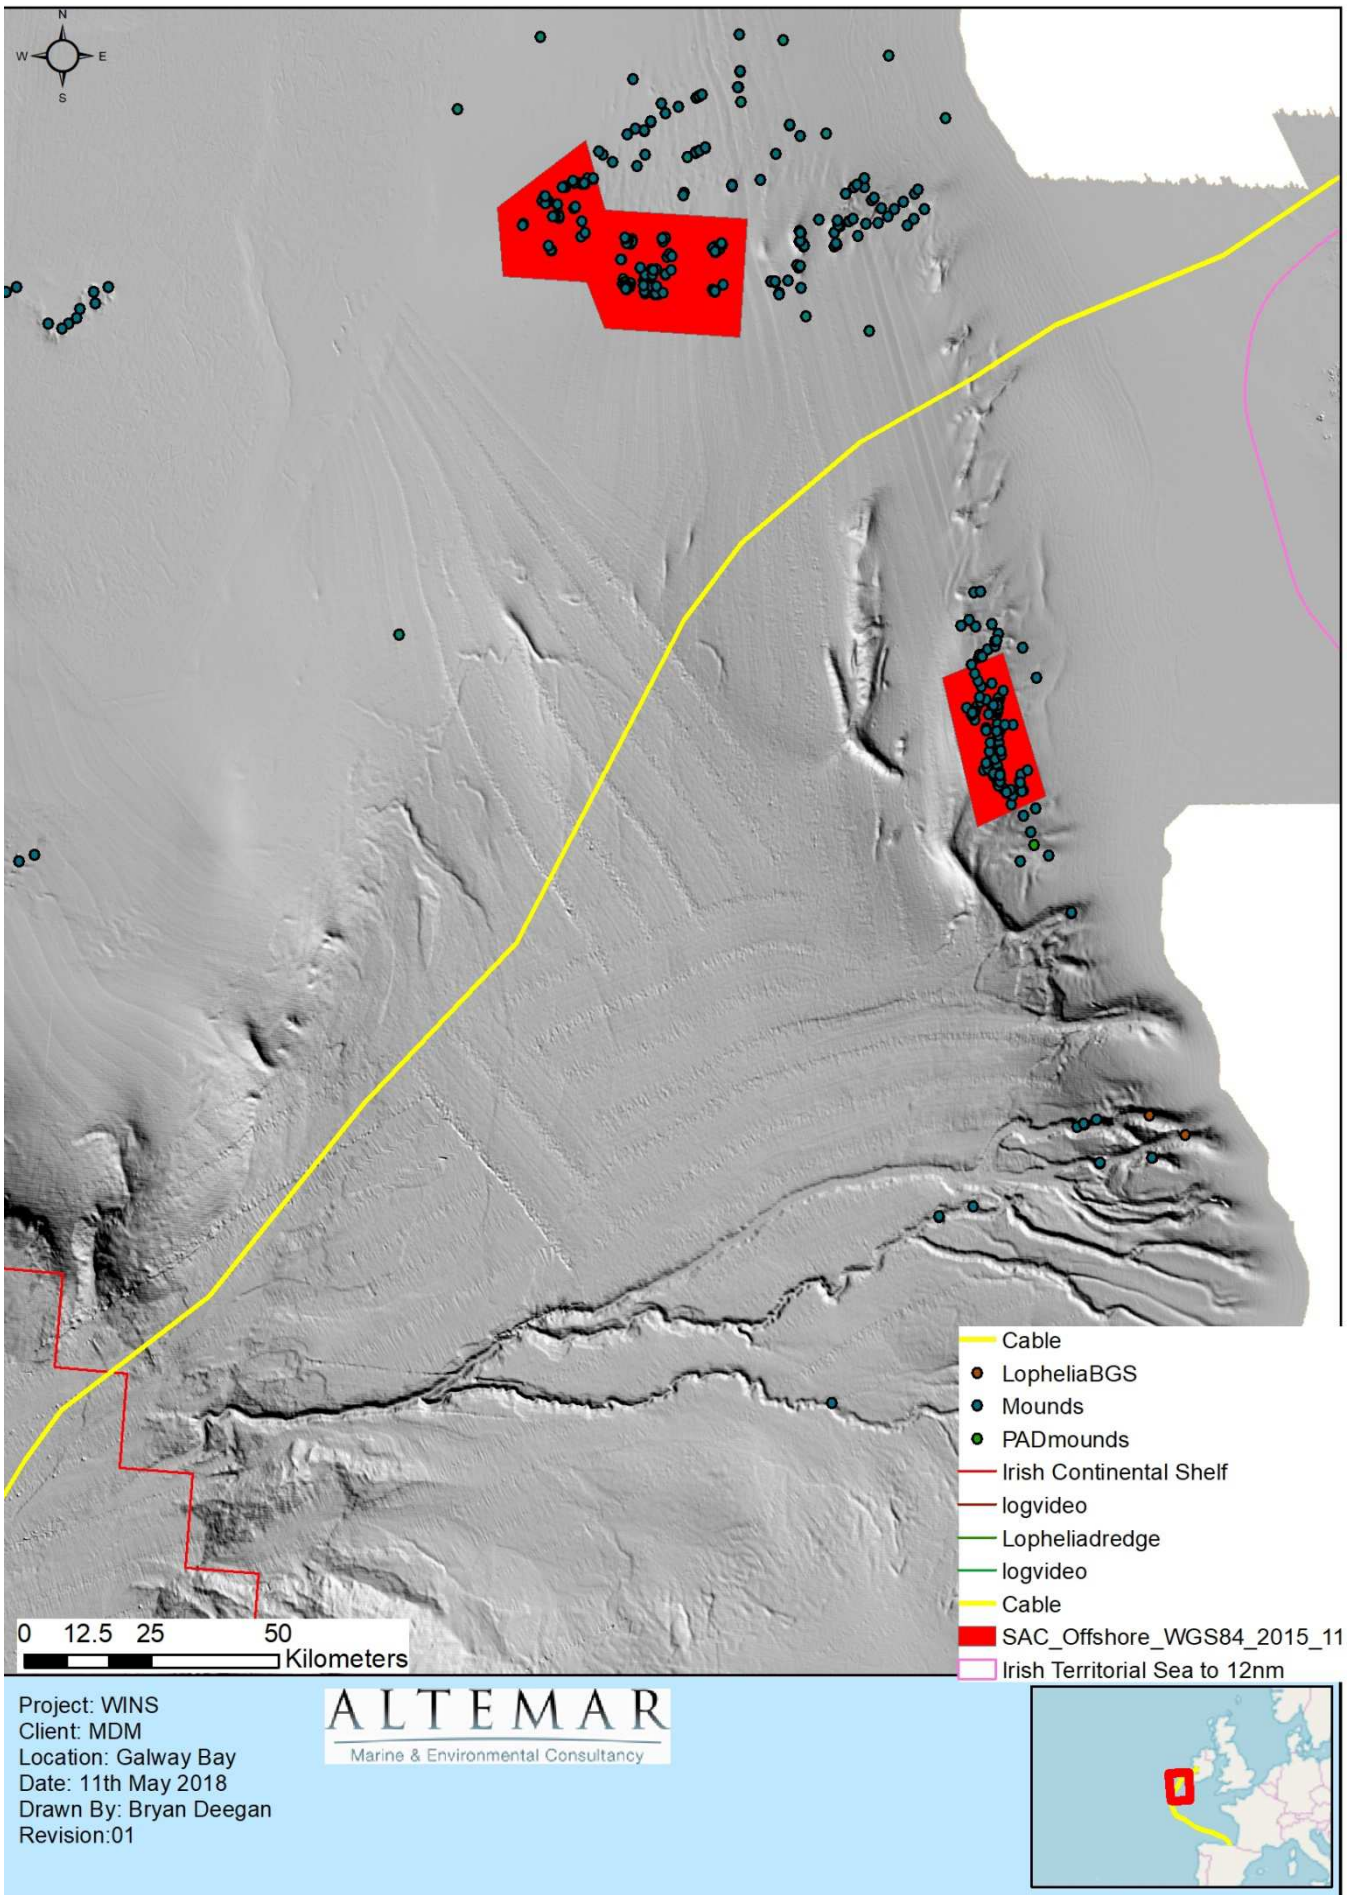 N
W E
S
Cable
LopheliaBGS
Mounds
PADmounds
Irish Continental Shelf
logvideo
Lopheliadredge
logvideo
Cable
SAC_Offshore_WGS84_2015_11
Irish Territorial Sea to 12nm
0 12.5 25 50
Kilometers
Project: WINS
Client: MDM
Location: Galway Bay
Date: 11th May 2018
Drawn By: Bryan Deegan
Revision:01
ALTEMAR
Marine & Environmental Consultancy